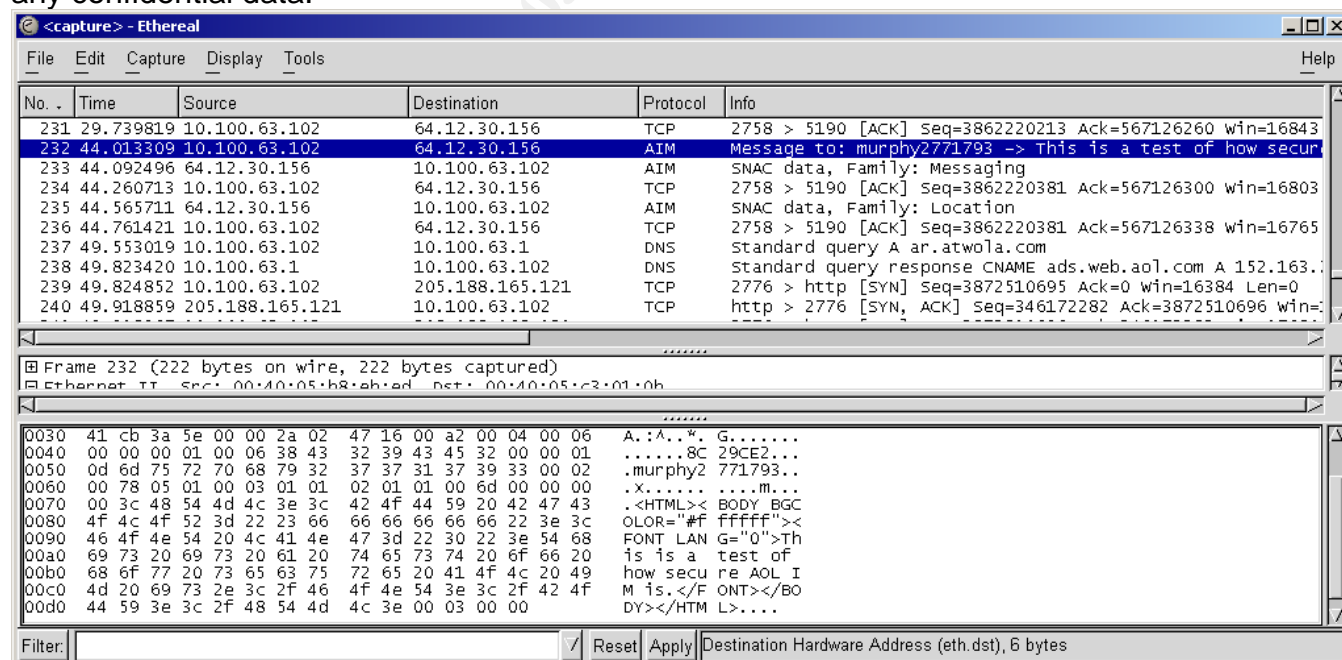 any confidential data.
<capture> - Ethereal
File Edit Capture Display Tools Help
No. Time Source Destination Protocol Info
231 29.739819 10.100.63.102 64.12.30.156 TCP 2758 > 5190 [ACK] Seq=3862220213 Ack=567126260 Win=16843
232 44.013309 10.100.63.102 64.12.30.156 AIM Message to: murphy2771793 -> This is a test of how secur
233 44.092496 64.12.30.156 10.100.63.102 AIM SNAC data, Family: Messaging
234 44.260713 10.100.63.102 64.12.30.156 TCP 2758 > 5190 [ACK] Seq=3862220381 Ack=567126300 Win=16803
235 44.565711 64.12.30.156 10.100.63.102 AIM SNAC data, Family: Location
236 44.761421 10.100.63.102 64.12.30.156 TCP 2758 > 5190 [ACK] Seq=3862220381 Ack=567126338 Win=16765
237 49.553019 10.100.63.102 10.100.63.1 DNS Standard query A ar.atwola.com
238 49.823420 10.100.63.1 10.100.63.102 DNS Standard query response CNAME ads.web.aol.com A 152.163.
239 49.824852 10.100.63.102 205.188.165.121 TCP 2776 > http [SYN] Seq=3872510695 Ack=0 Win=16384 Len=0
240 49.918859 205.188.165.121 10.100.63.102 TCP http > 2776 [SYN, ACK] Seq=346172282 Ack=3872510696 Win=
Frame 232 (222 bytes on wire, 222 bytes captured)
Ethernet II, Src: 00:40:05:b8:eb:ed, Dst: 00:40:05:c3:01:0b
0030 41 cb 3a 5e 00 00 2a 02 47 16 00 a2 00 04 00 06 A.:^..*. G.......
0040 00 00 00 01 00 06 38 43 32 39 43 45 32 00 00 01 ......8C 29CE2...
0050 0d 6d 75 72 70 68 79 32 37 37 31 37 39 33 00 02 .murphy2 771793..
0060 00 78 05 01 00 03 01 01 02 01 01 00 6d 00 00 00 .x...... ....m...
0070 00 3c 48 54 4d 4c 3e 3c 42 4f 44 59 20 42 47 43 .<HTML>< BODY BGC
0080 4f 4c 4f 52 3d 22 23 66 66 66 66 66 66 22 3e 3c OLOR="#f fffff"><
0090 46 4f 4e 54 20 4c 41 4e 47 3d 22 30 22 3e 54 68 FONT LAN G="0">Th
00a0 69 73 20 69 73 20 61 20 74 65 73 74 20 6f 66 20 is is a test of
00b0 68 6f 77 20 73 65 63 75 72 65 20 41 4f 4c 20 49 how secu re AOL I
00c0 4d 20 69 73 2e 3c 2f 46 4f 4e 54 3e 3c 2f 42 4f M is.</F ONT></BO
00d0 44 59 3e 3c 2f 48 54 4d 4c 3e 00 03 00 00 DY></HTM L>....
Filter: Reset Apply Destination Hardware Address (eth.dst), 6 bytes